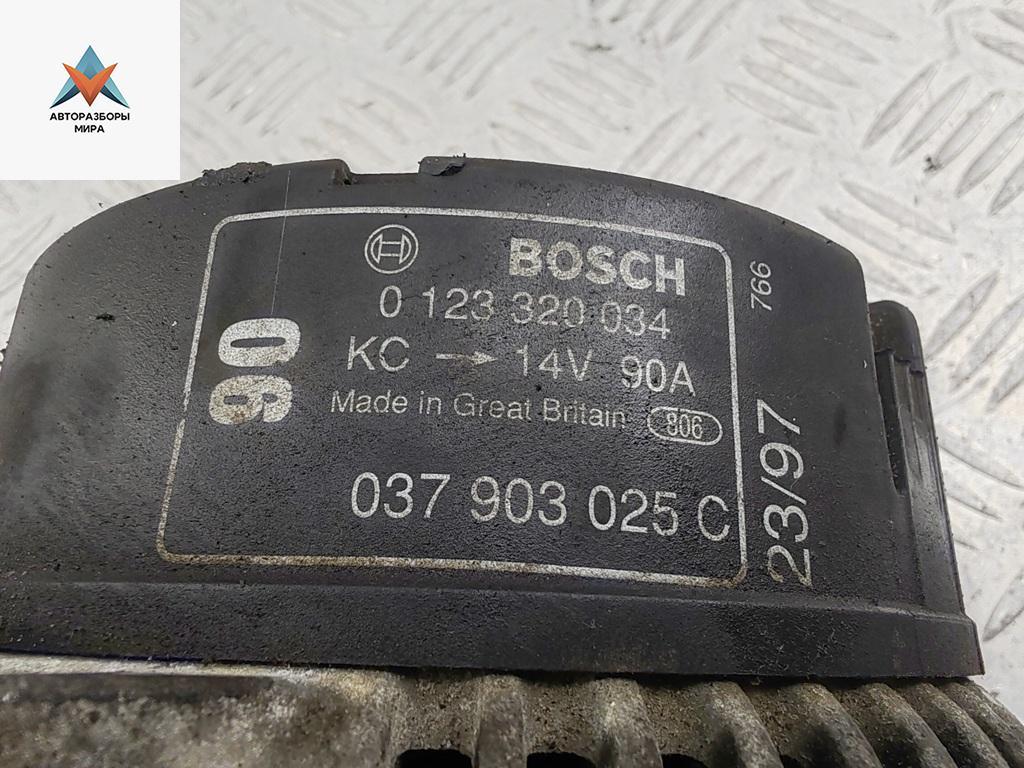 АВТОРАЗБОРЫ
МИРА
BOSCH
0 123 320 034
KC → 14V 90A
Made in Great Britain 806
037 903 025 C
90
766
23/97